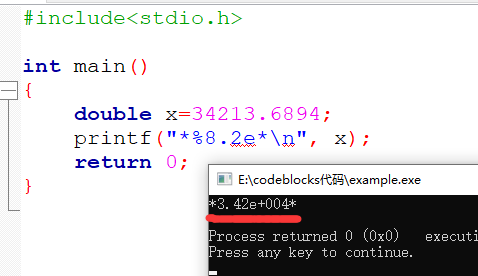 #include<stdio.h>
int main()
{
double x=34213.6894;
printf("*%8.2e*\n", x);
return 0;
}
E:\codeblocks代码\example.exe
*3.42e+004*
Process returned 0 (0x0) executi
Press any key to continue.